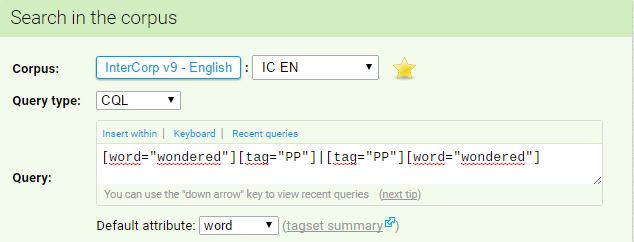 Search in the corpus
Corpus: InterCorp v9 - English : IC EN
Query type: CQL
Insert within | Keyboard | Recent queries
Query: [word="wondered"][tag="PP"]|[tag="PP"][word="wondered"]
You can use the "down arrow" key to view recent queries (next tip)
Default attribute: word (tagset summary)